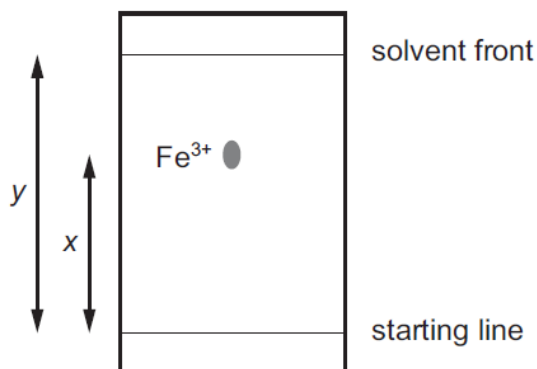 solvent front
Fe³⁺
y
x
starting line